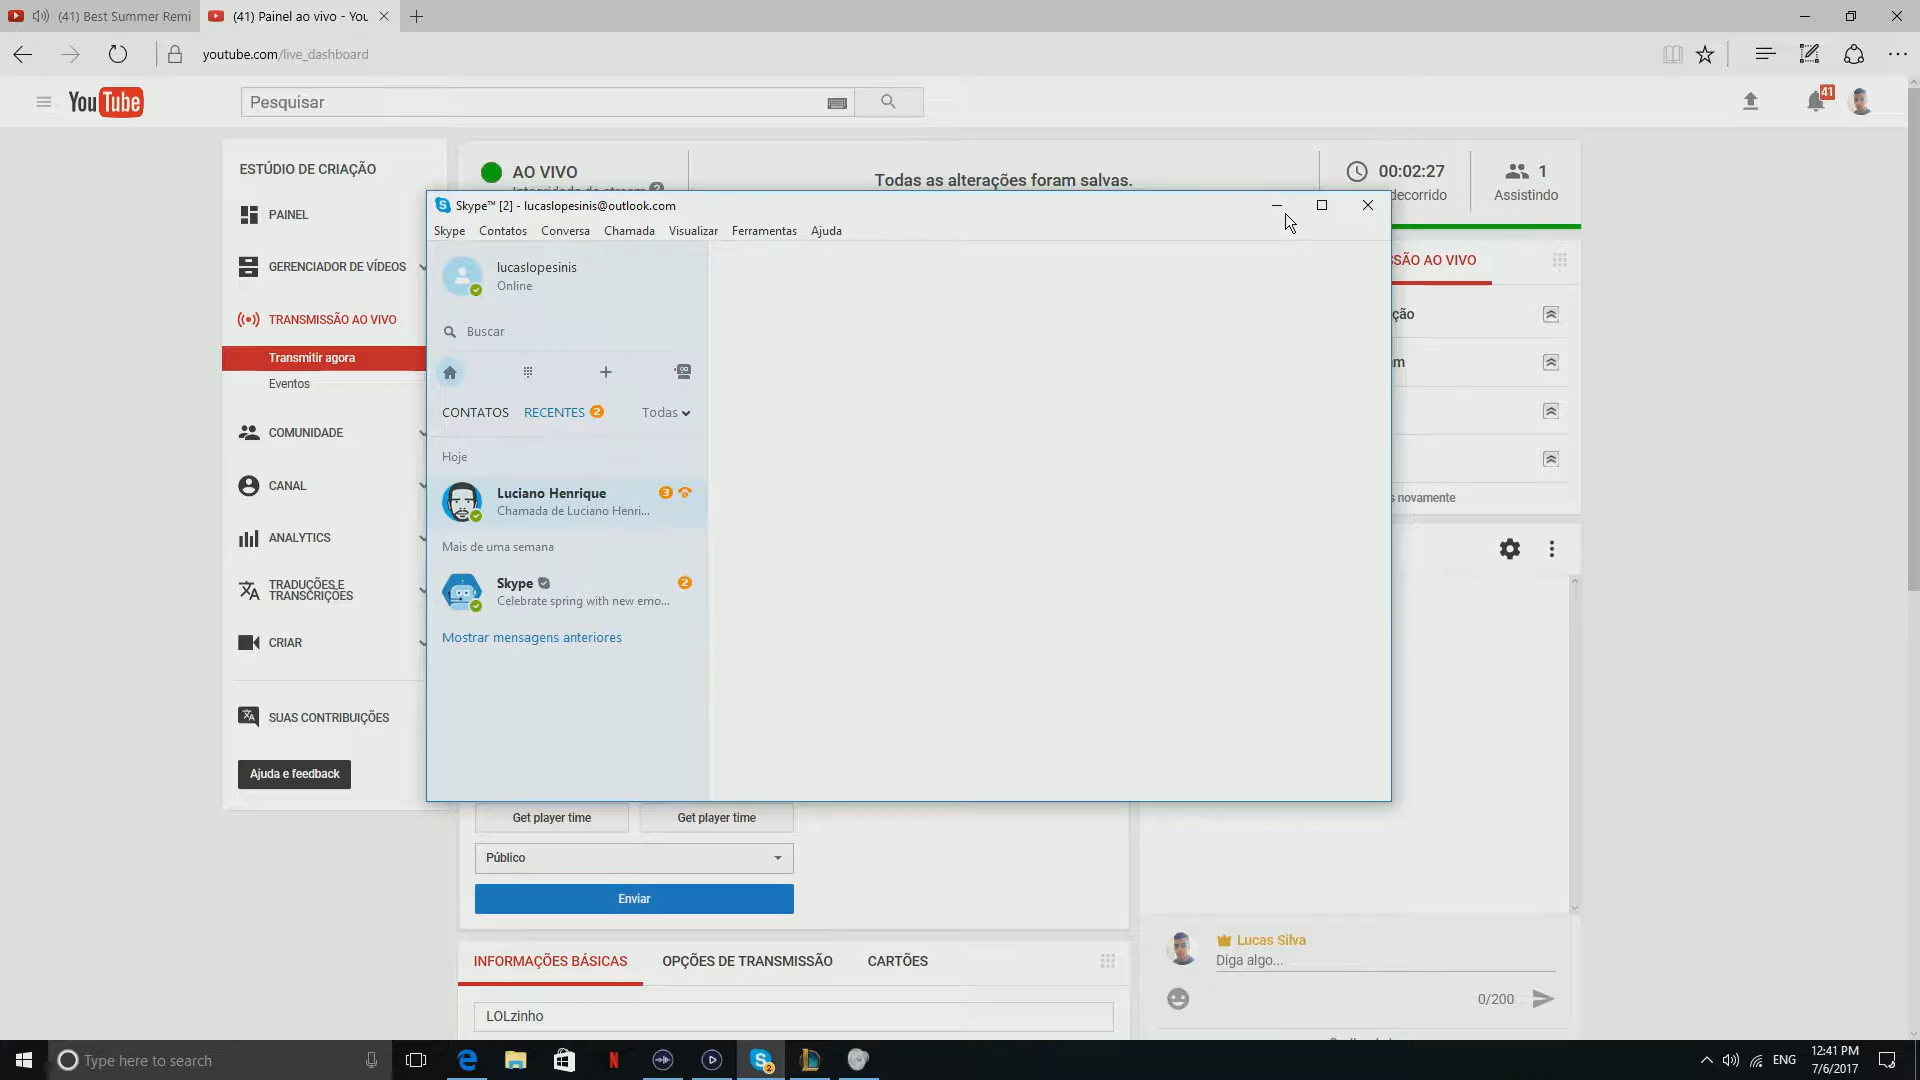 (41) Best Summer Remi
(41) Painel ao vivo - You
youtube.com/live_dashboard
YouTube
Pesquisar
41
ESTÚDIO DE CRIAÇÃO
PAINEL
GERENCIADOR DE VÍDEOS
TRANSMISSÃO AO VIVO
Transmitir agora
Eventos
COMUNIDADE
CANAL
ANALYTICS
TRADUÇÕES E
TRANSCRIÇÕES
CRIAR
SUAS CONTRIBUIÇÕES
Ajuda e feedback
AO VIVO
Todas as alterações foram salvas.
00:02:27
decorrido
1
Assistindo
Skype™ [2] - lucaslopesinis@outlook.com
Skype Contatos Conversa Chamada Visualizar Ferramentas Ajuda
lucaslopesinis
Online
Buscar
CONTATOS RECENTES 2 Todas
Hoje
Luciano Henrique 3
Chamada de Luciano Henri...
Mais de uma semana
Skype 2
Celebrate spring with new emo...
Mostrar mensagens anteriores
SÃO AO VIVO
ção
m
s novamente
Get player time Get player time
Público
Enviar
INFORMAÇÕES BÁSICAS OPÇÕES DE TRANSMISSÃO CARTÕES
LOLzinho
Lucas Silva
Diga algo...
0/200
Type here to search
2
ENG
12:41 PM
7/6/2017